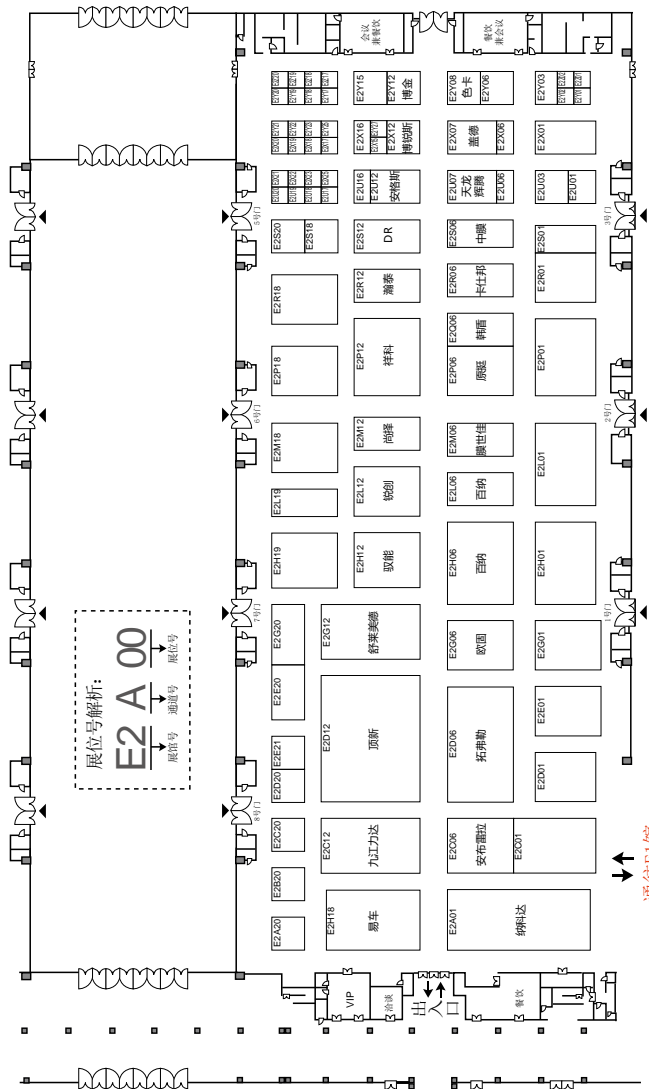 会议
兼餐饮
餐饮
兼会议
E2Y15
E2Y12
博金
E2Y08
色卡
E2Y06
E2Y03
E2X16
E2X12
博锐斯
E2X07
盖德
E2X06
E2X01
E2U16
E2U12
安格斯
E2U07
天龙
辉腾
E2U06
E2U03
E2U01
5号门
3号门
E2S20
E2S18
E2S12
DR
E2S06
中膜
E2S01
E2R18
E2R12
瀚泰
E2R06
卡仕邦
E2R01
E2P18
E2P12
祥科
E2Q06
韩盾
E2P06
原挺
E2P01
6号门
2号门
E2M18
E2M12
尚择
E2M06
膜世佳
E2L01
E2L19
E2L12
锐创
E2L06
百纳
E2H19
E2H12
驭能
E2H06
百纳
E2H01
7号门
1号门
展位号解析：
E2 A 00
展馆号
通道号
展位号
E2G20
E2G12
舒莱美德
E2G06
欧固
E2G01
E2E20
E2D12
顶新
E2D06
拓弗勒
E2E01
E2E21
E2D20
E2D01
8号门
E2C20
E2C12
九江力达
E2C06
安布雷拉
E2C01
E2B20
E2A20
E2H18
易车
E2A01
纳科达
VIP
洽谈
出
入
口
餐饮